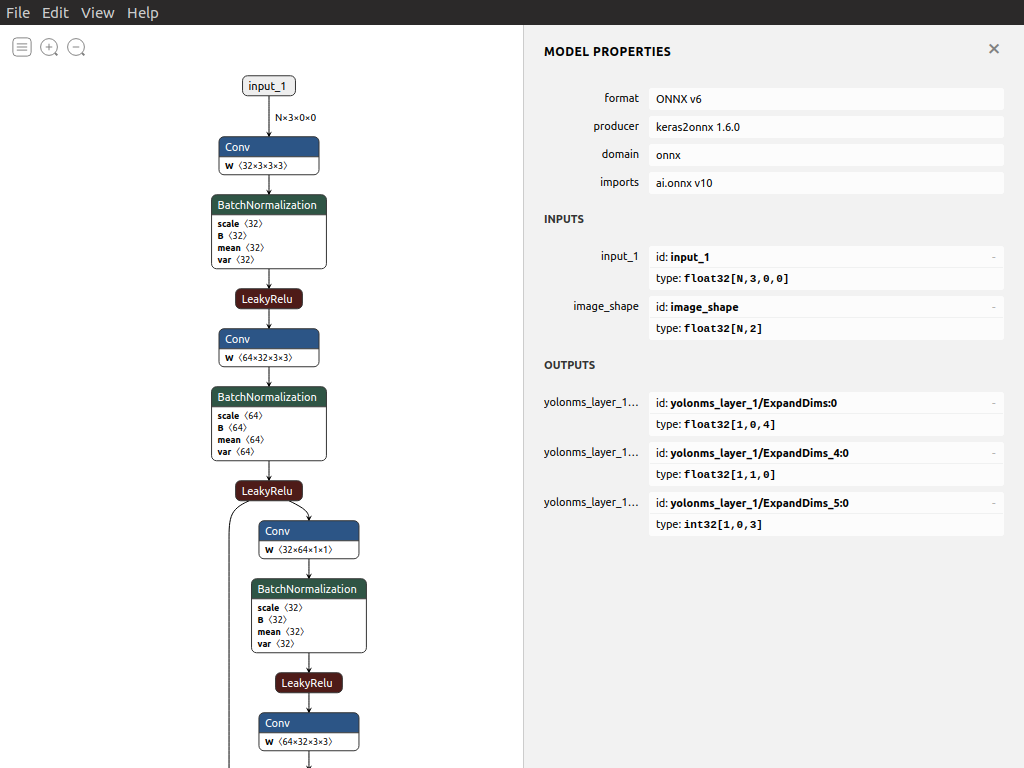 File Edit View Help
input_1
N×3×0×0
Conv
W 〈32×3×3×3〉
BatchNormalization
scale 〈32〉
B 〈32〉
mean 〈32〉
var 〈32〉
LeakyRelu
Conv
W 〈64×32×3×3〉
BatchNormalization
scale 〈64〉
B 〈64〉
mean 〈64〉
var 〈64〉
LeakyRelu
Conv
W 〈32×64×1×1〉
BatchNormalization
scale 〈32〉
B 〈32〉
mean 〈32〉
var 〈32〉
LeakyRelu
Conv
W 〈64×32×3×3〉
MODEL PROPERTIES
format ONNX v6
producer keras2onnx 1.6.0
domain onnx
imports ai.onnx v10
INPUTS
input_1 id: input_1 -
type: float32[N,3,0,0]
image_shape id: image_shape -
type: float32[N,2]
OUTPUTS
yolonms_layer_1... id: yolonms_layer_1/ExpandDims:0 -
type: float32[1,0,4]
yolonms_layer_1... id: yolonms_layer_1/ExpandDims_4:0 -
type: float32[1,1,0]
yolonms_layer_1... id: yolonms_layer_1/ExpandDims_5:0 -
type: int32[1,0,3]